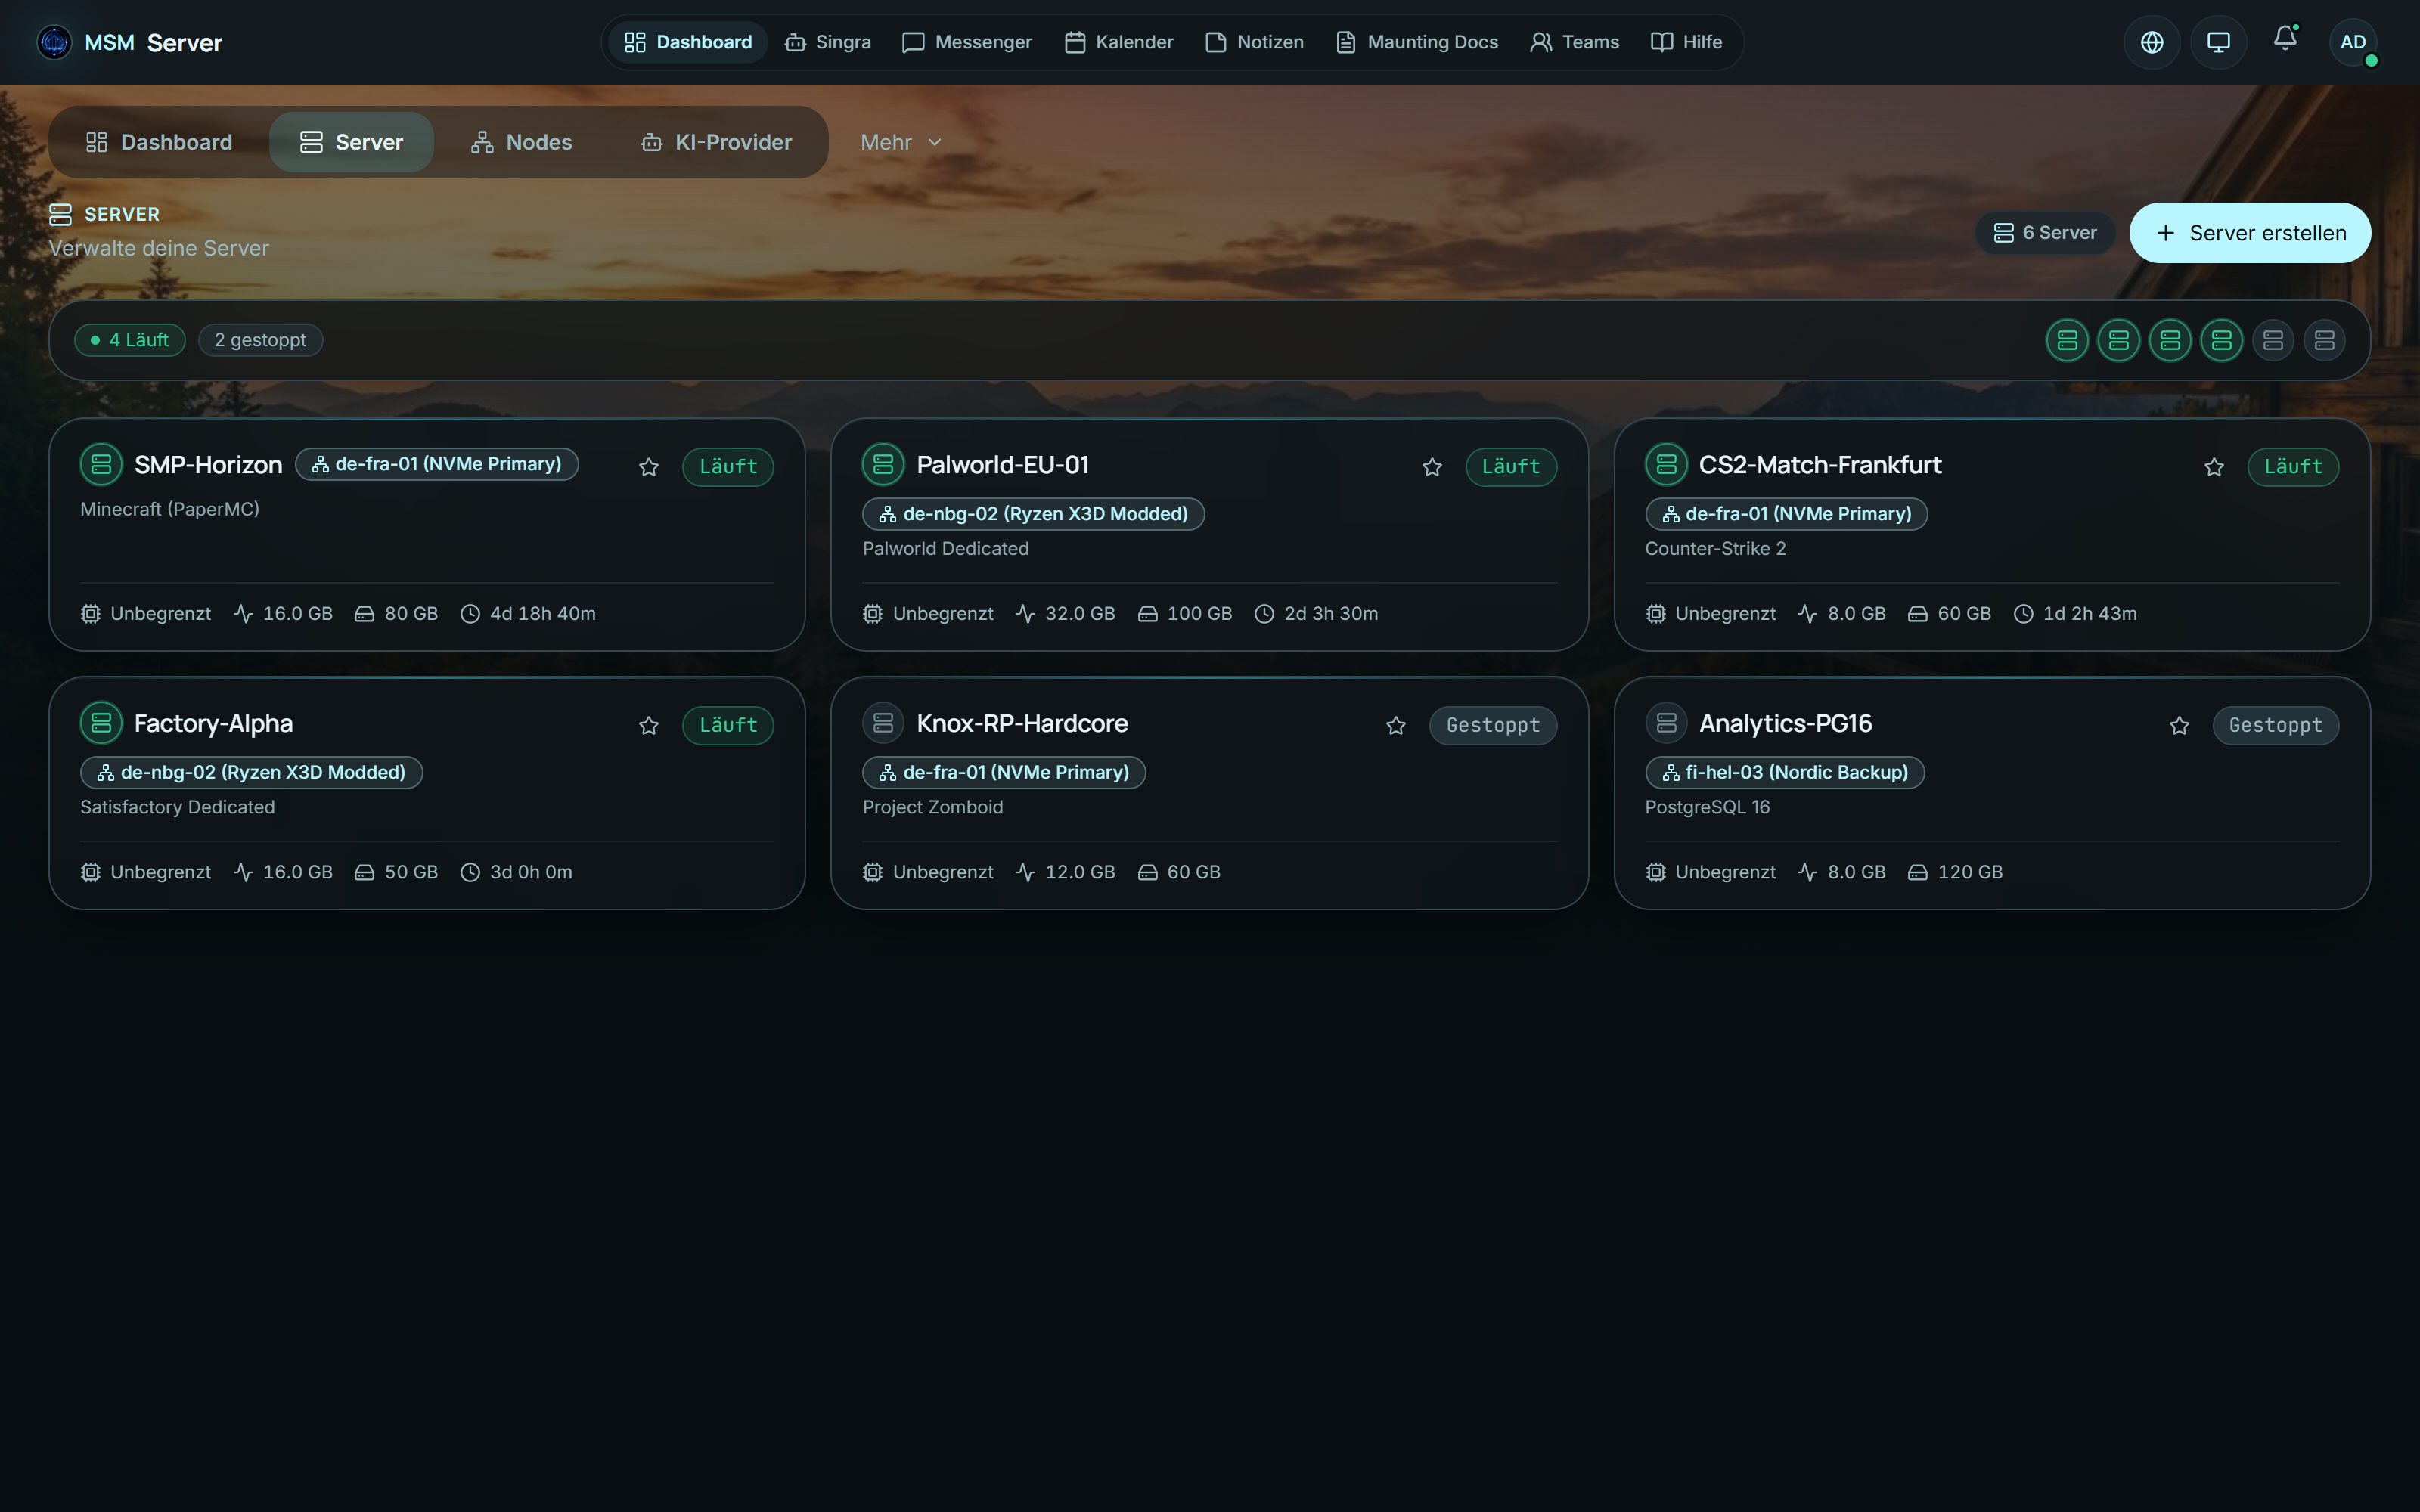 MSM Server
Dashboard Singra Messenger Kalender Notizen Maunting Docs Teams Hilfe
AD
Dashboard Server Nodes KI-Provider Mehr
SERVER
Verwalte deine Server
6 Server
+ Server erstellen
4 Läuft 2 gestoppt
SMP-Horizon de-fra-01 (NVMe Primary) Läuft
Minecraft (PaperMC)
Unbegrenzt 16.0 GB 80 GB 4d 18h 40m
Palworld-EU-01 Läuft
de-nbg-02 (Ryzen X3D Modded)
Palworld Dedicated
Unbegrenzt 32.0 GB 100 GB 2d 3h 30m
CS2-Match-Frankfurt Läuft
de-fra-01 (NVMe Primary)
Counter-Strike 2
Unbegrenzt 8.0 GB 60 GB 1d 2h 43m
Factory-Alpha Läuft
de-nbg-02 (Ryzen X3D Modded)
Satisfactory Dedicated
Unbegrenzt 16.0 GB 50 GB 3d 0h 0m
Knox-RP-Hardcore Gestoppt
de-fra-01 (NVMe Primary)
Project Zomboid
Unbegrenzt 12.0 GB 60 GB
Analytics-PG16 Gestoppt
fi-hel-03 (Nordic Backup)
PostgreSQL 16
Unbegrenzt 8.0 GB 120 GB